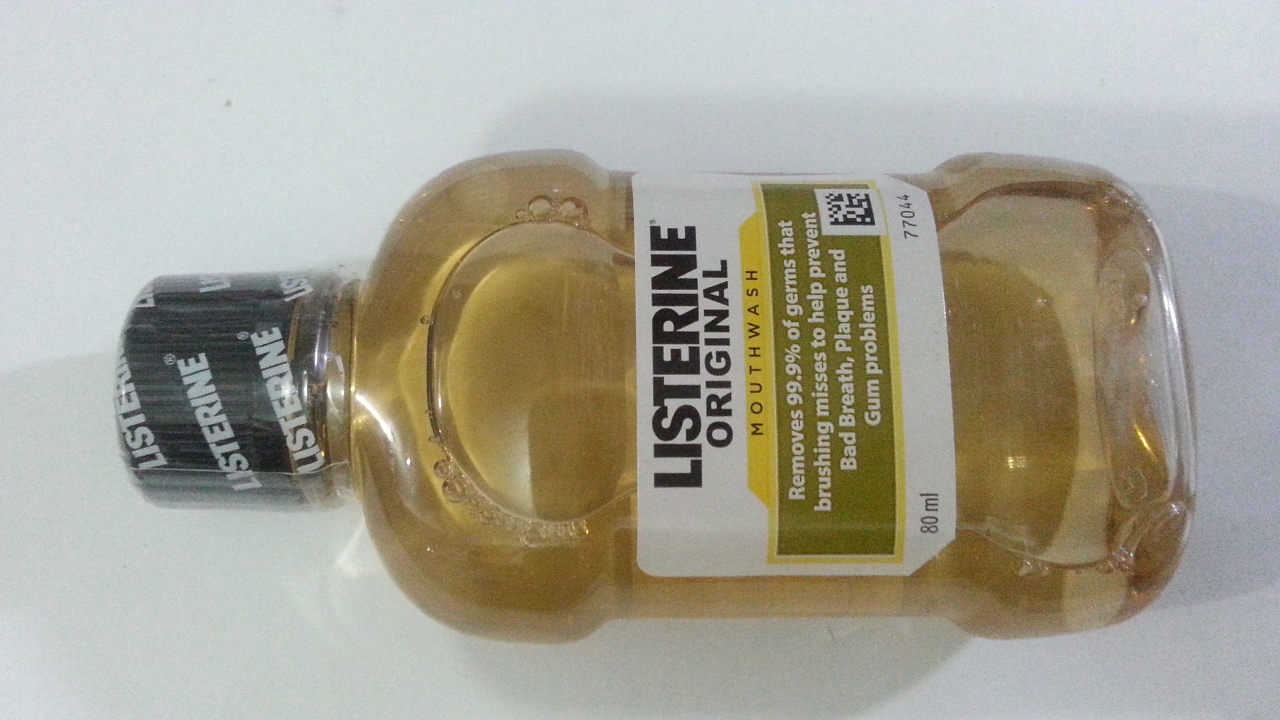 LISTERINE®
ORIGINAL
MOUTHWASH
Removes 99.9% of germs that
brushing misses to help prevent
Bad Breath, Plaque and
Gum problems
80 ml
77044
LISTERINE®
LISTERINE®